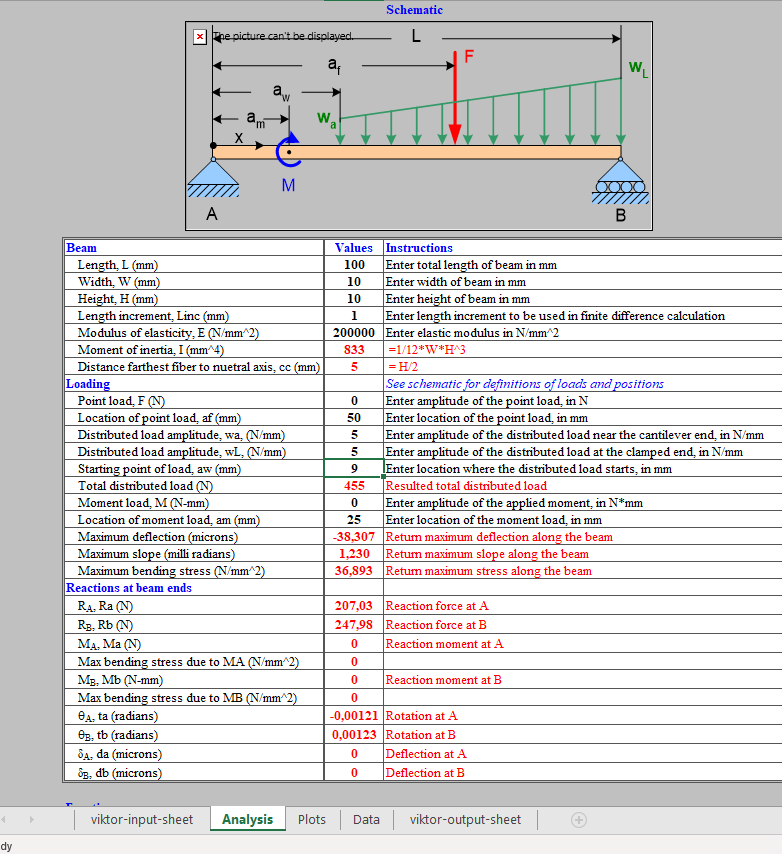 Schematic
The picture can't be displayed.
L
af
F
wL
aw
am
wa
x
M
A
B
Beam Values Instructions
Length, L (mm) 100 Enter total length of beam in mm
Width, W (mm) 10 Enter width of beam in mm
Height, H (mm) 10 Enter height of beam in mm
Length increment, Linc (mm) 1 Enter length increment to be used in finite difference calculation
Modulus of elasticity, E (N/mm^2) 200000 Enter elastic modulus in N/mm^2
Moment of inertia, I (mm^4) 833 =1/12*W*H^3
Distance farthest fiber to nuetral axis, cc (mm) 5 = H/2
Loading See schematic for definitions of loads and positions
Point load, F (N) 0 Enter amplitude of the point load, in N
Location of point load, af (mm) 50 Enter location of the point load, in mm
Distributed load amplitude, wa, (N/mm) 5 Enter amplitude of the distributed load near the cantilever end, in N/mm
Distributed load amplitude, wL, (N/mm) 5 Enter amplitude of the distributed load at the clamped end, in N/mm
Starting point of load, aw (mm) 9 Enter location where the distributed load starts, in mm
Total distributed load (N) 455 Resulted total distributed load
Moment load, M (N-mm) 0 Enter amplitude of the applied moment, in N*mm
Location of moment load, am (mm) 25 Enter location of the moment load, in mm
Maximum deflection (microns) -38,307 Return maximum deflection along the beam
Maximum slope (milli radians) 1,230 Return maximum slope along the beam
Maximum bending stress (N/mm^2) 36,893 Return maximum stress along the beam
Reactions at beam ends
RA, Ra (N) 207,03 Reaction force at A
RB, Rb (N) 247,98 Reaction force at B
MA, Ma (N) 0 Reaction moment at A
Max bending stress due to MA (N/mm^2) 0
MB, Mb (N-mm) 0 Reaction moment at B
Max bending stress due to MB (N/mm^2) 0
θA, ta (radians) -0,00121 Rotation at A
θB, tb (radians) 0,00123 Rotation at B
δA, da (microns) 0 Deflection at A
δB, db (microns) 0 Deflection at B
viktor-input-sheet Analysis Plots Data viktor-output-sheet
dy